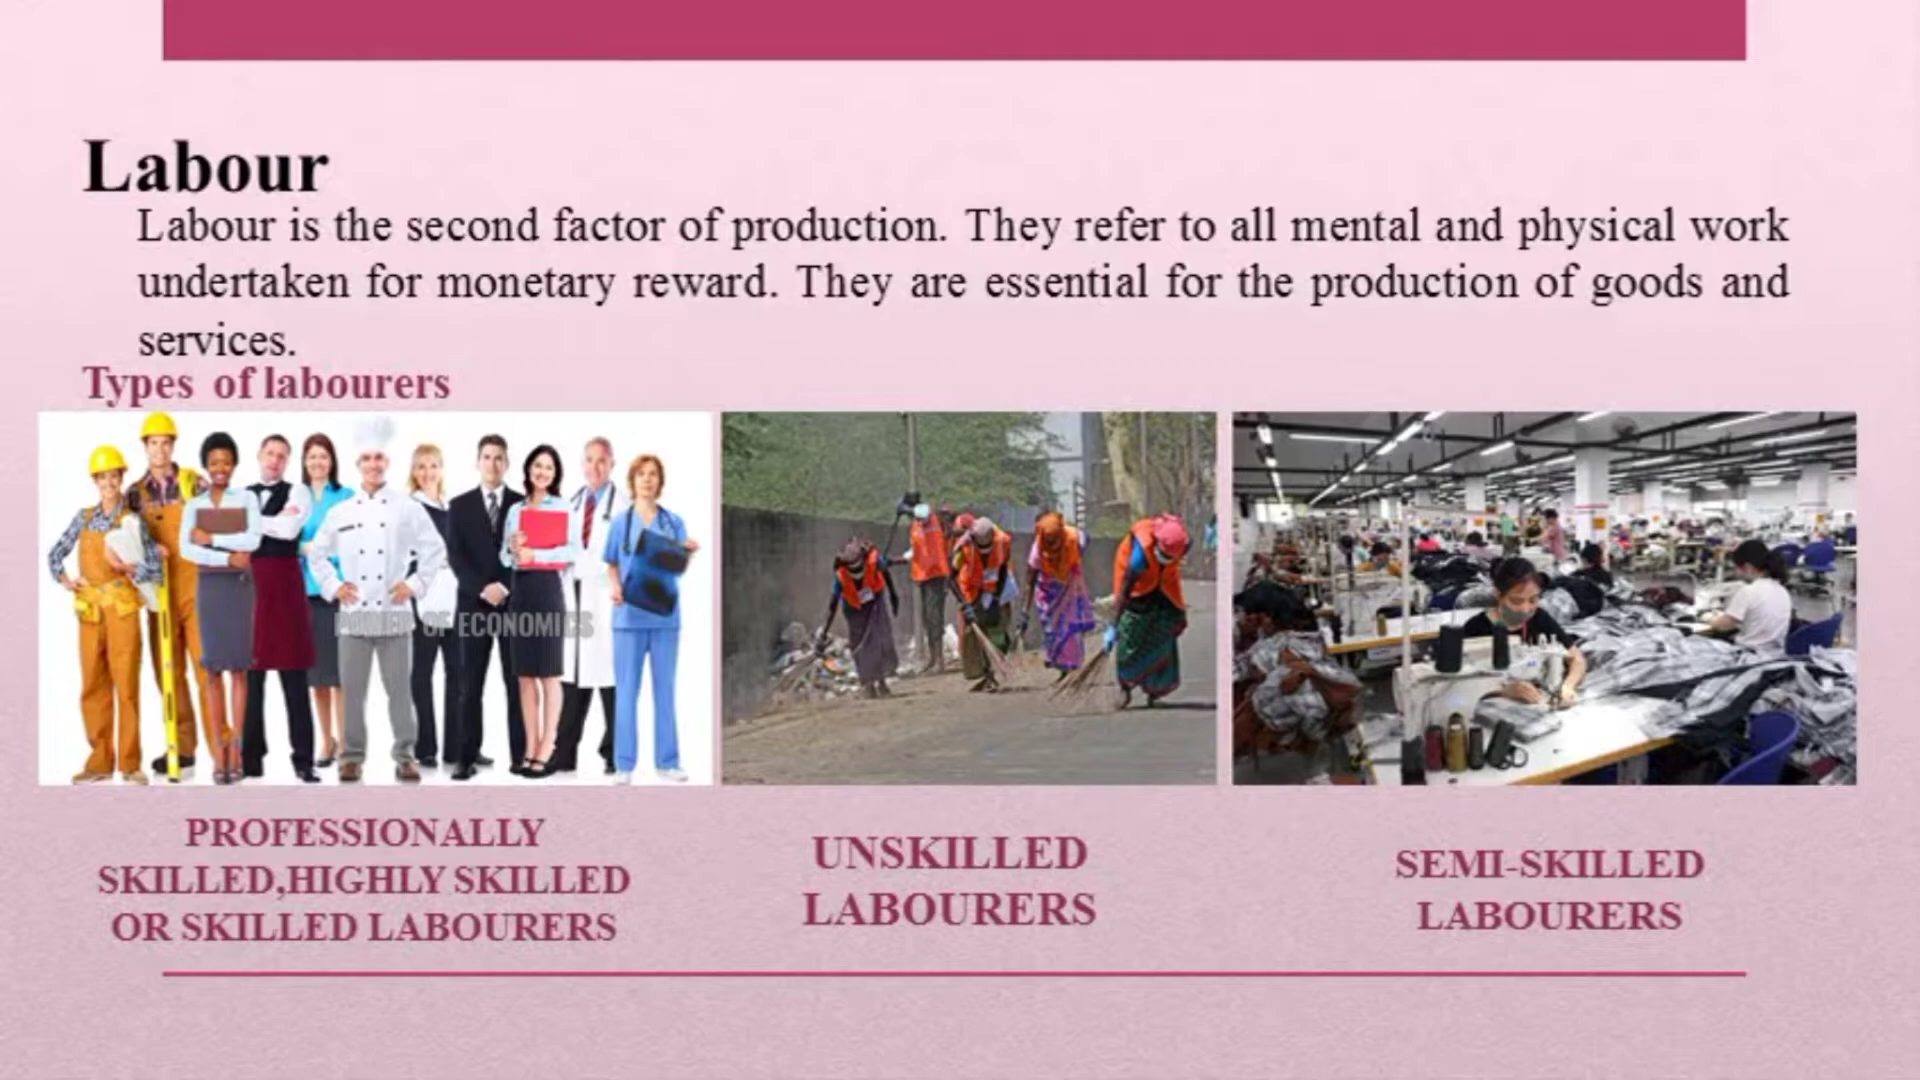 Labour
Labour is the second factor of production. They refer to all mental and physical work
undertaken for monetary reward. They are essential for the production of goods and
services.
Types of labourers
POWER OF ECONOMICS
PROFESSIONALLY
SKILLED,HIGHLY SKILLED
OR SKILLED LABOURERS
UNSKILLED
LABOURERS
SEMI-SKILLED
LABOURERS